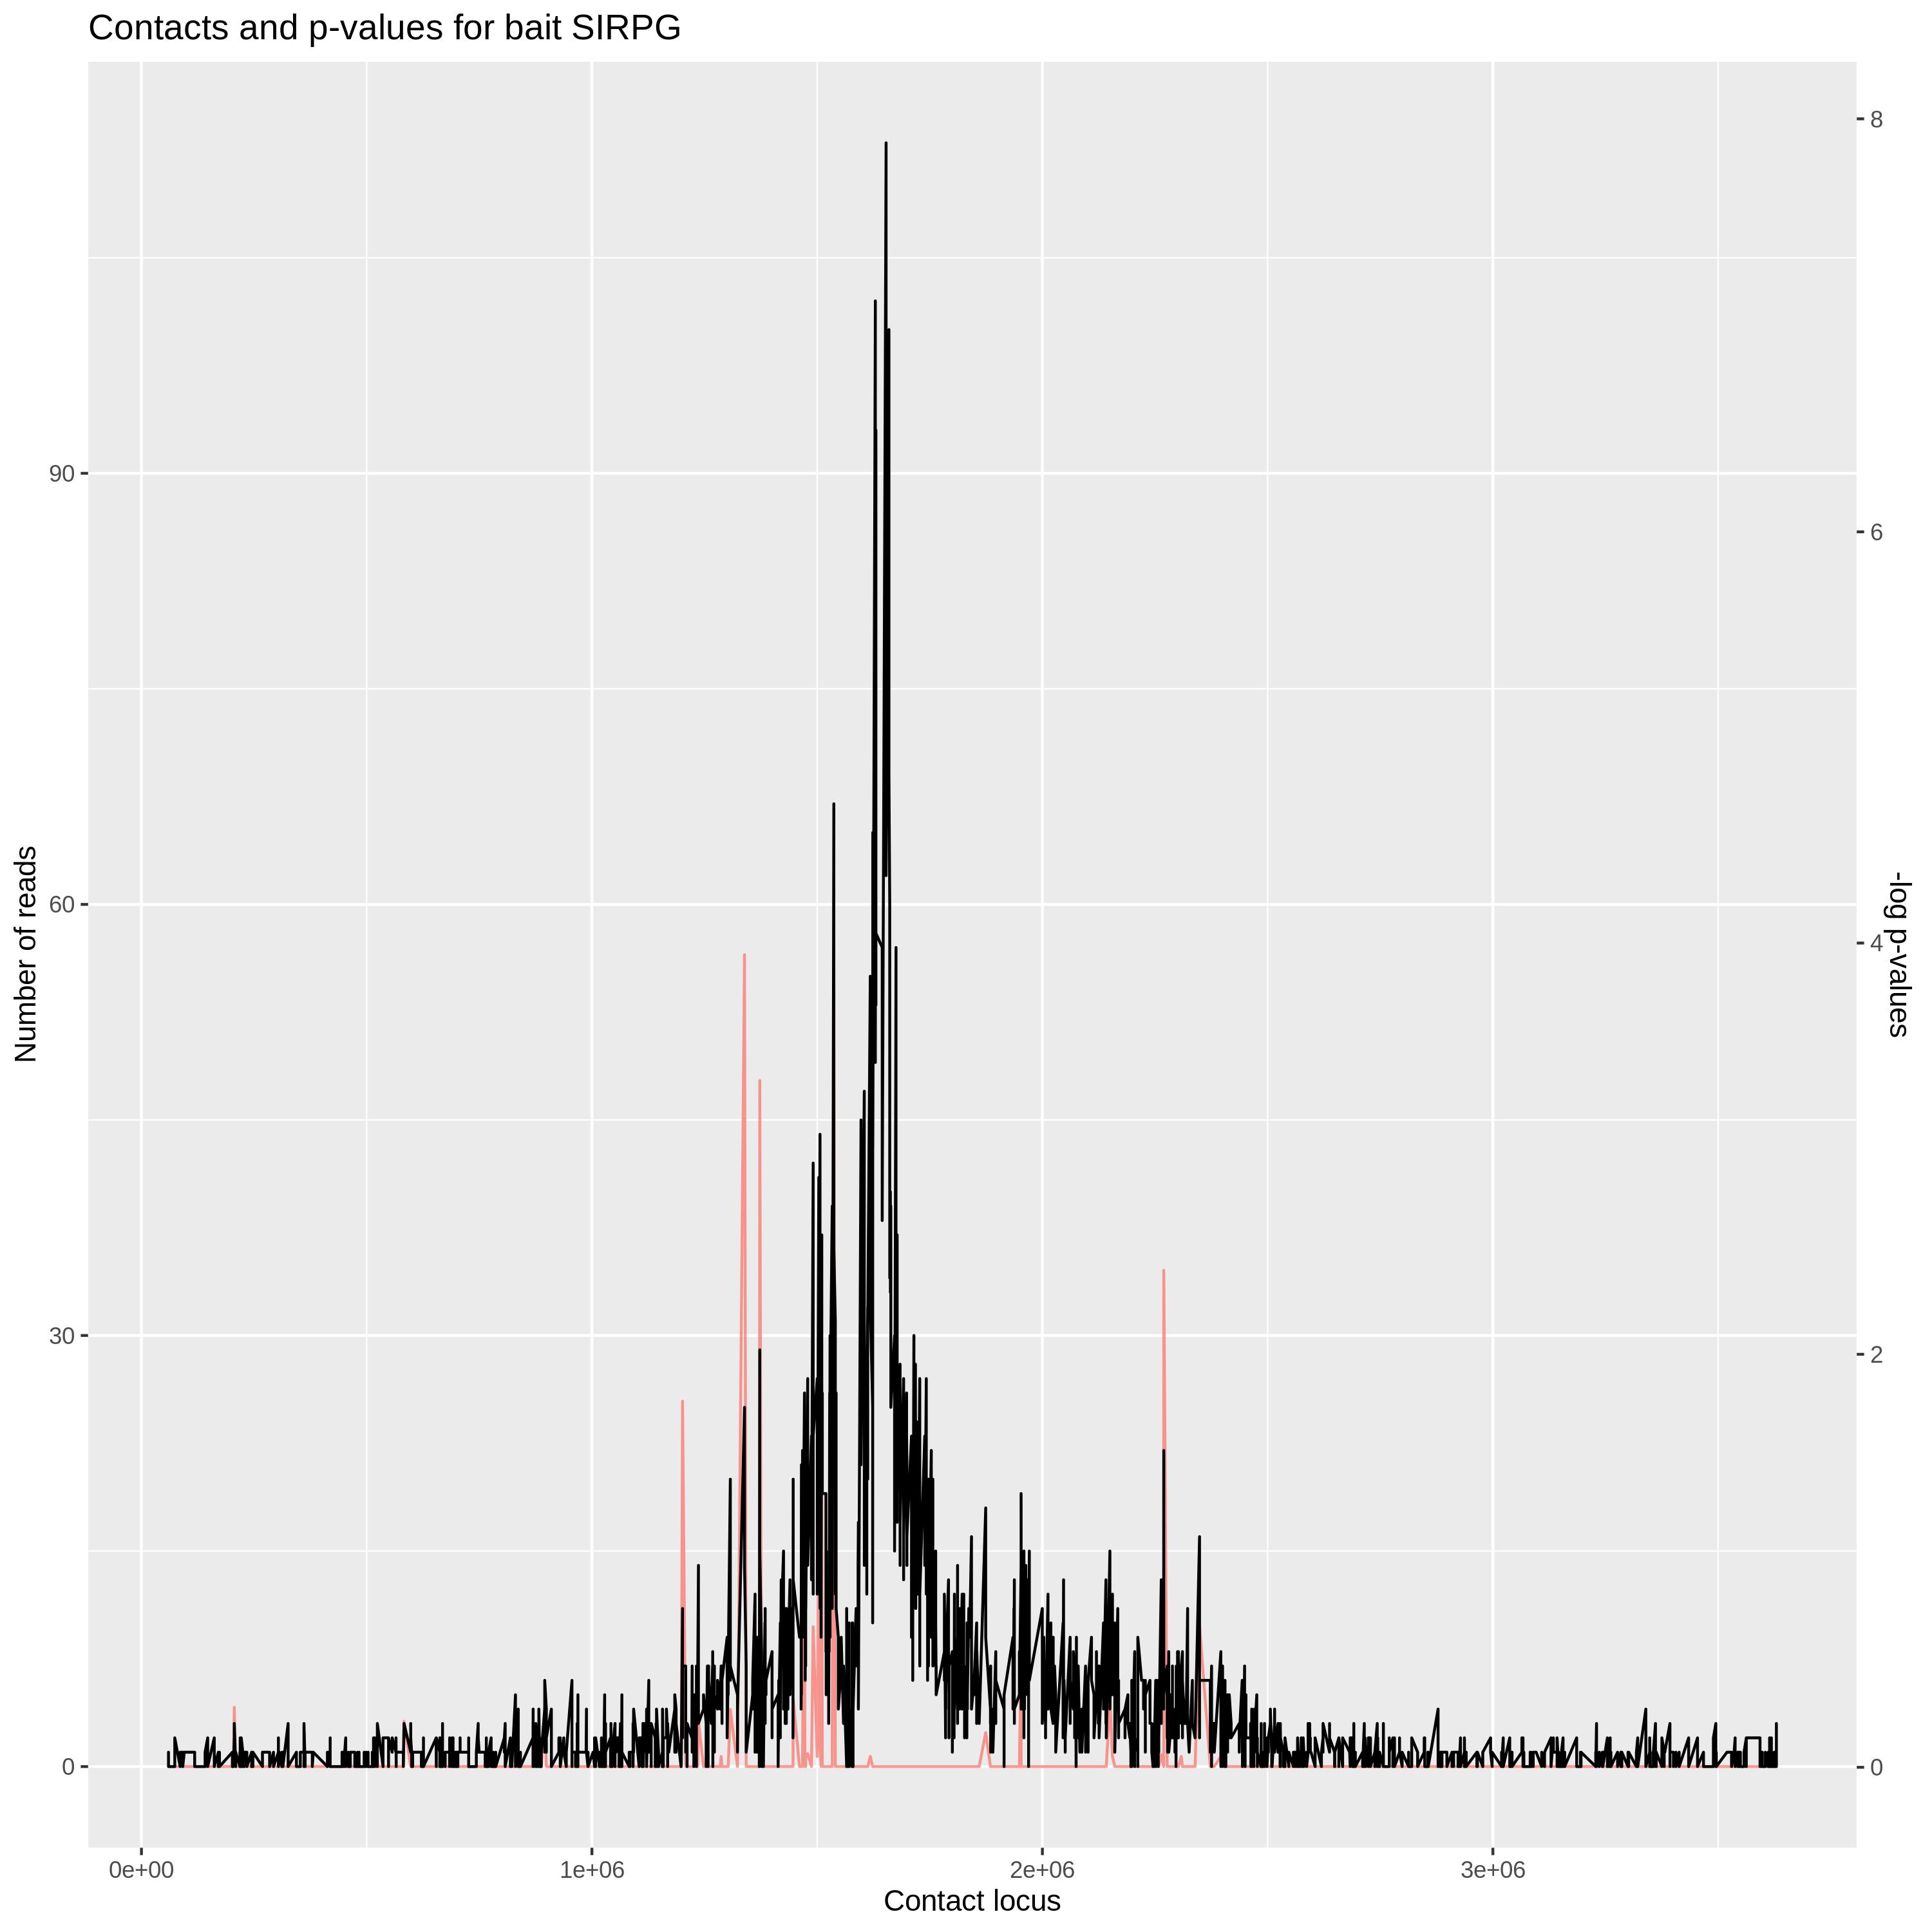 Contacts and p-values for bait SIRPG
Number of reads
90
60
30
0
8
6
4
2
0
-log p-values
0e+00
1e+06
2e+06
3e+06
Contact locus